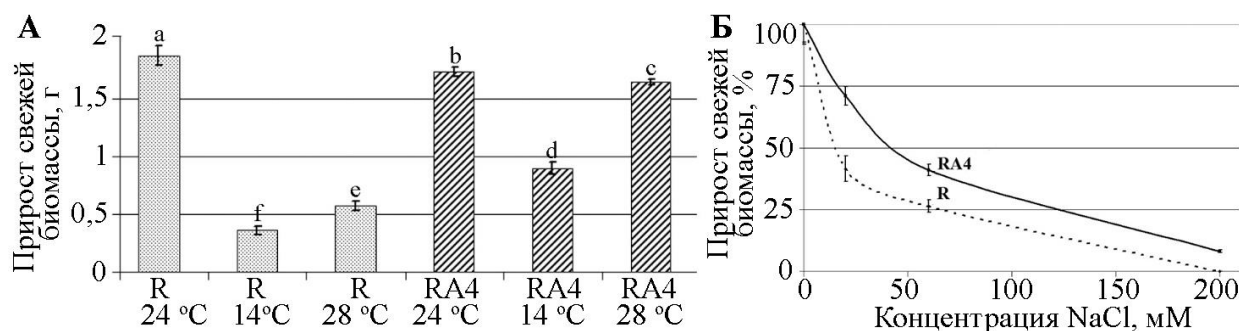 А
Прирост свежей
биомассы, г
2
1,5
1
0,5
0
a
f
e
b
d
c
R R R RA4 RA4 RA4
24 °C 14°C 28 °C 24 °C 14 °C 28 °C
Б
Прирост свежей
биомассы, %
100
75
50
25
0
RA4
R
0 50 100 150 200
Концентрация NaCl, мМ